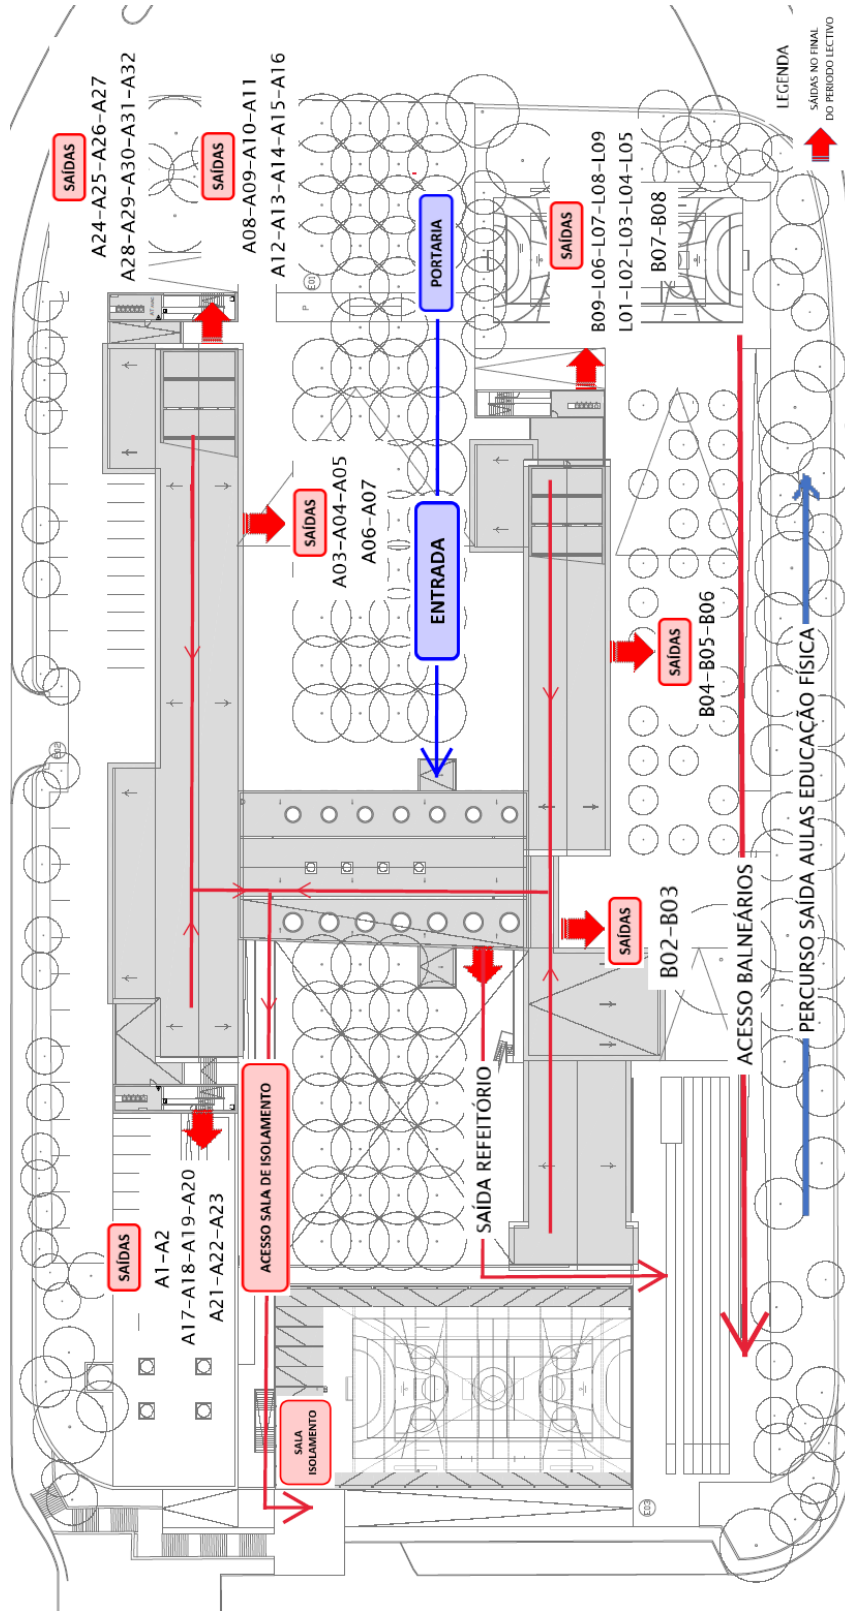 SAÍDAS
A24-A25-A26-A27
A28-A29-A30-A31-A32
SAÍDAS
A08-A09-A10-A11
A12-A13-A14-A15-A16
PORTARIA
SAÍDAS
B09-L06-L07-L08-L09
L01-L02-L03-L04-L05
B07-B08
LEGENDA
SAÍDAS NO FINAL
DO PERIODO LECTIVO
E01
P
SAÍDAS
A03-A04-A05
A06-A07
ENTRADA
SAÍDAS
B04-B05-B06
E02
SAÍDAS
B02-B03
ACESSO BALNEÁRIOS
PERCURSO SAÍDA AULAS EDUCAÇÃO FÍSICA
SAÍDAS
A1-A2
A17-A18-A19-A20
A21-A22-A23
ACESSO SALA DE ISOLAMENTO
SAÍDA REFEITÓRIO
SALA
ISOLAMENTO
E03